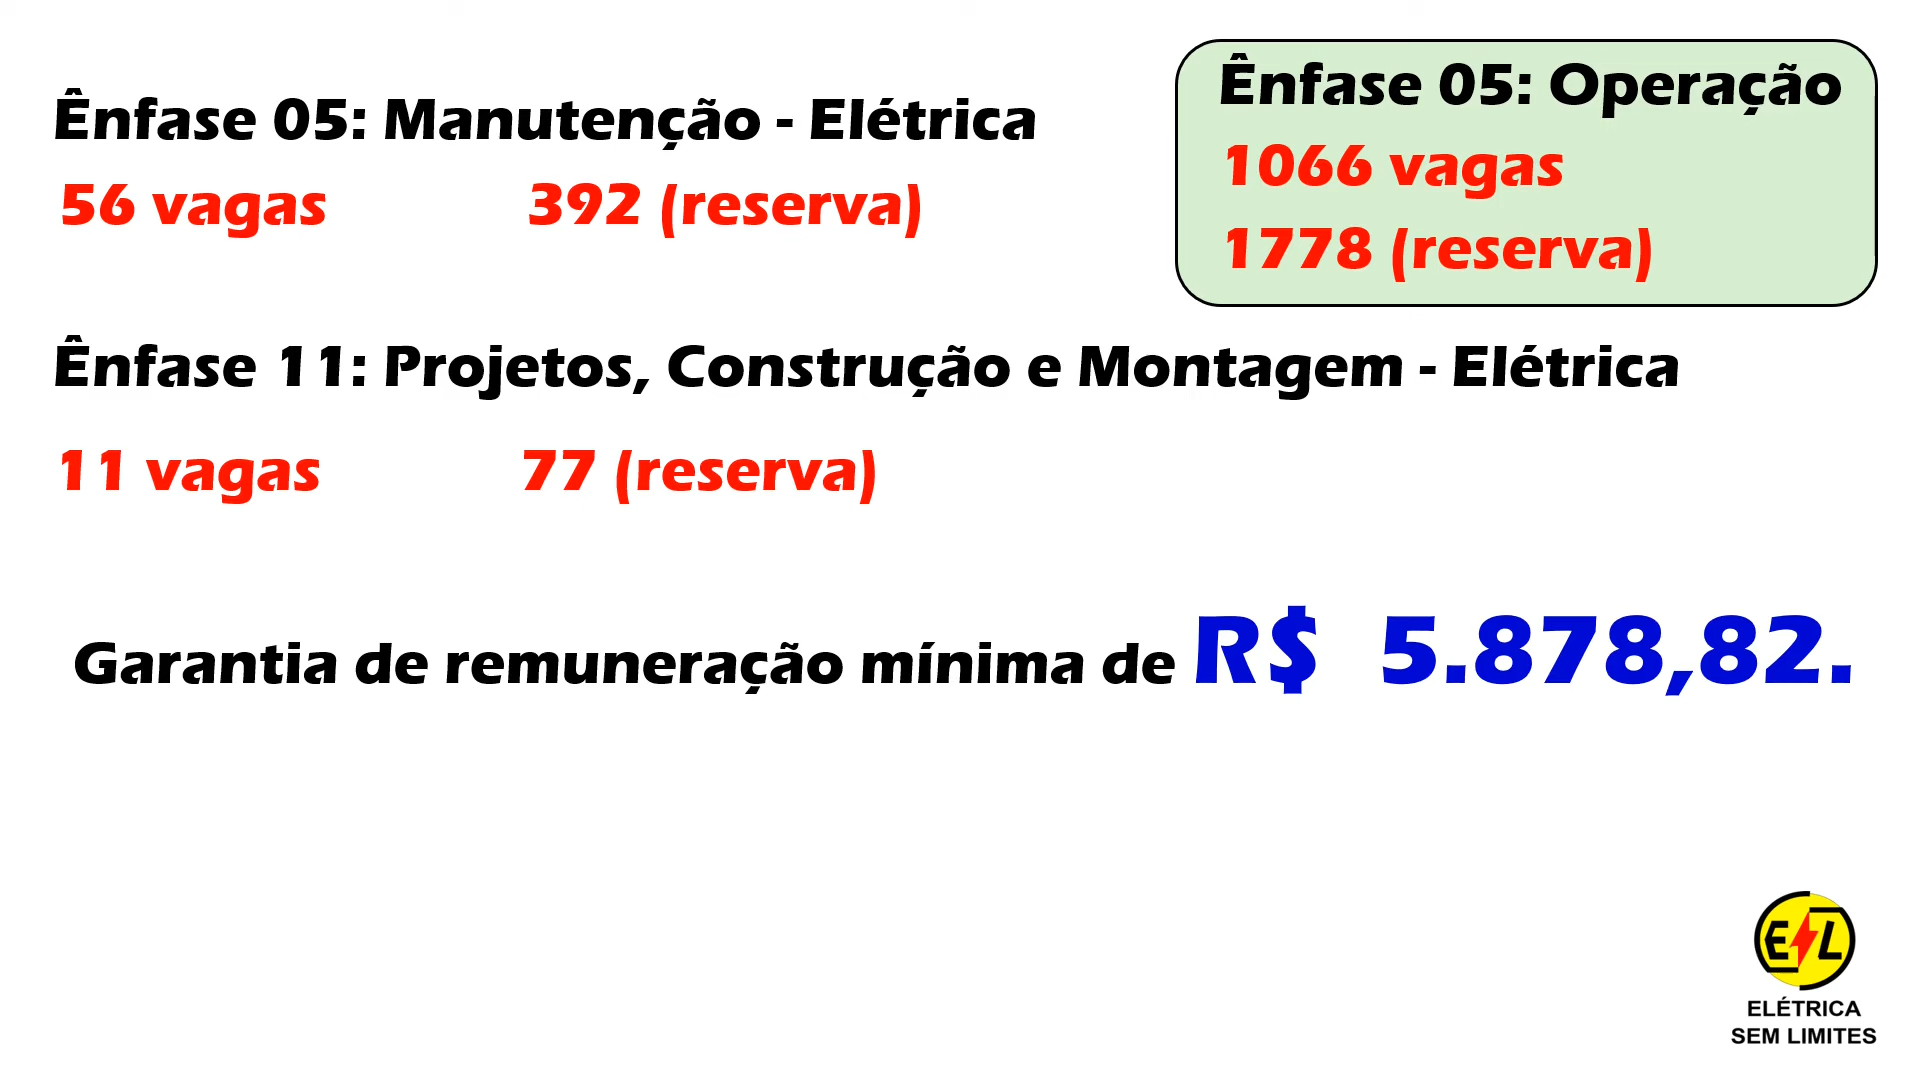 Ênfase 05: Manutenção - Elétrica
56 vagas 392 (reserva)
Ênfase 05: Operação
1066 vagas
1778 (reserva)
Ênfase 11: Projetos, Construção e Montagem - Elétrica
11 vagas 77 (reserva)
Garantia de remuneração mínima de R$ 5.878,82.
EL
ELÉTRICA
SEM LIMITES